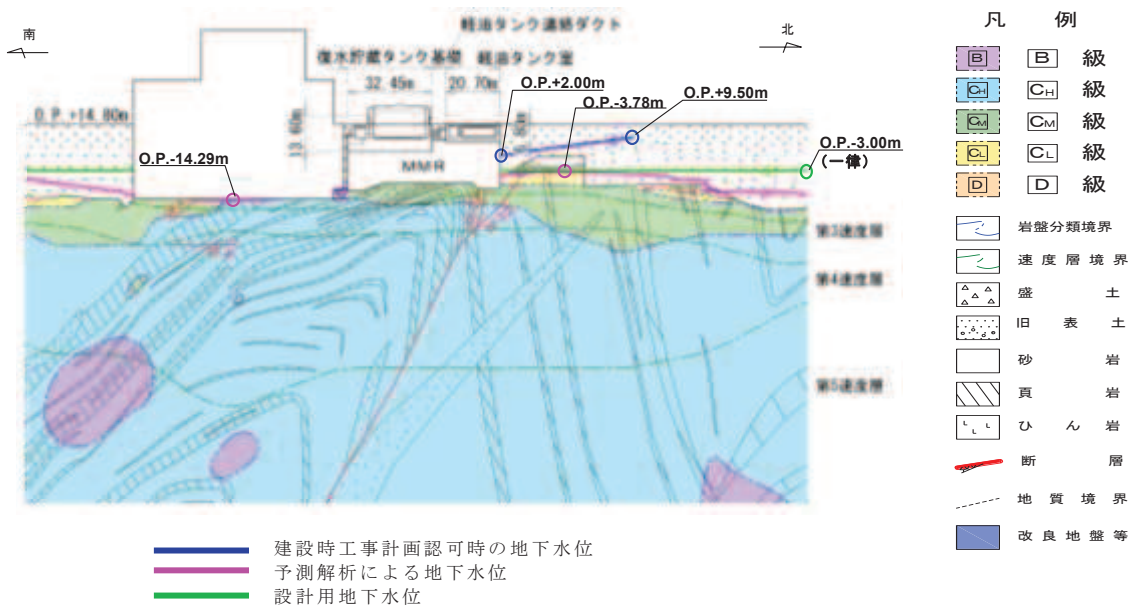 南
北
軽油タンク連絡ダクト
復水貯蔵タンク基礎 軽油タンク室
32.45m 20.70m
O.P.+2.00m
O.P.-3.78m
O.P.+9.50m
O.P.+14.80m
13.60m
O.P.-14.29m
MMR
O.P.-3.00m
(一律)
第3速度層
第4速度層
第5速度層
凡 例
B B 級
CH CH 級
CM CM 級
CL CL 級
D D 級
岩盤分類境界
速度層境界
盛土
旧表土
砂岩
頁岩
ひん岩
断層
地質境界
改良地盤等
建設時工事計画認可時の地下水位
予測解析による地下水位
設計用地下水位